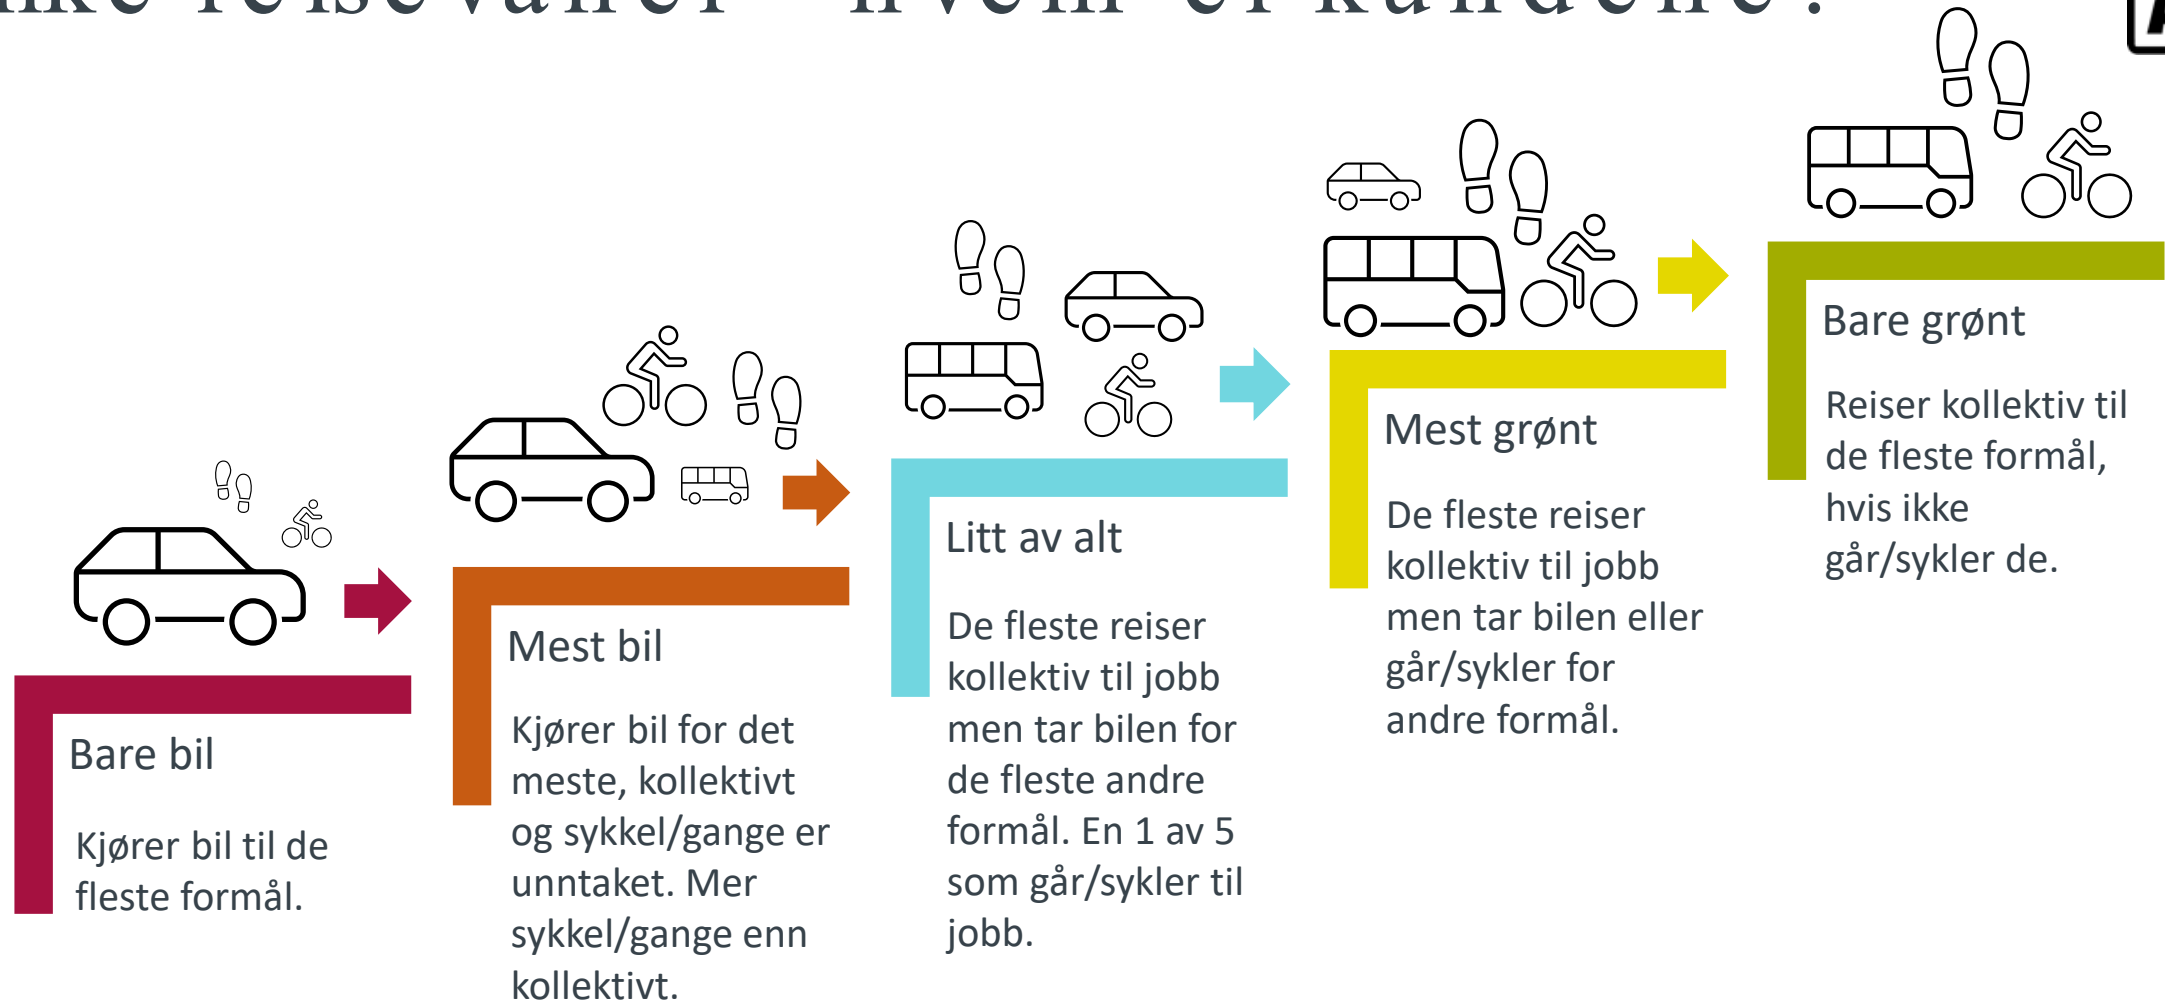 reisevaner - hvem er kundene?
Bare bil
Kjører bil til de
fleste formål.
Mest bil
Kjører bil for det
meste, kollektivt
og sykkel/gange er
unntaket. Mer
sykkel/gange enn
kollektivt.
Litt av alt
De fleste reiser
kollektiv til jobb
men tar bilen for
de fleste andre
formål. En 1 av 5
som går/sykler til
jobb.
Mest grønt
De fleste reiser
kollektiv til jobb
men tar bilen eller
går/sykler for
andre formål.
Bare grønt
Reiser kollektiv til
de fleste formål,
hvis ikke
går/sykler de.